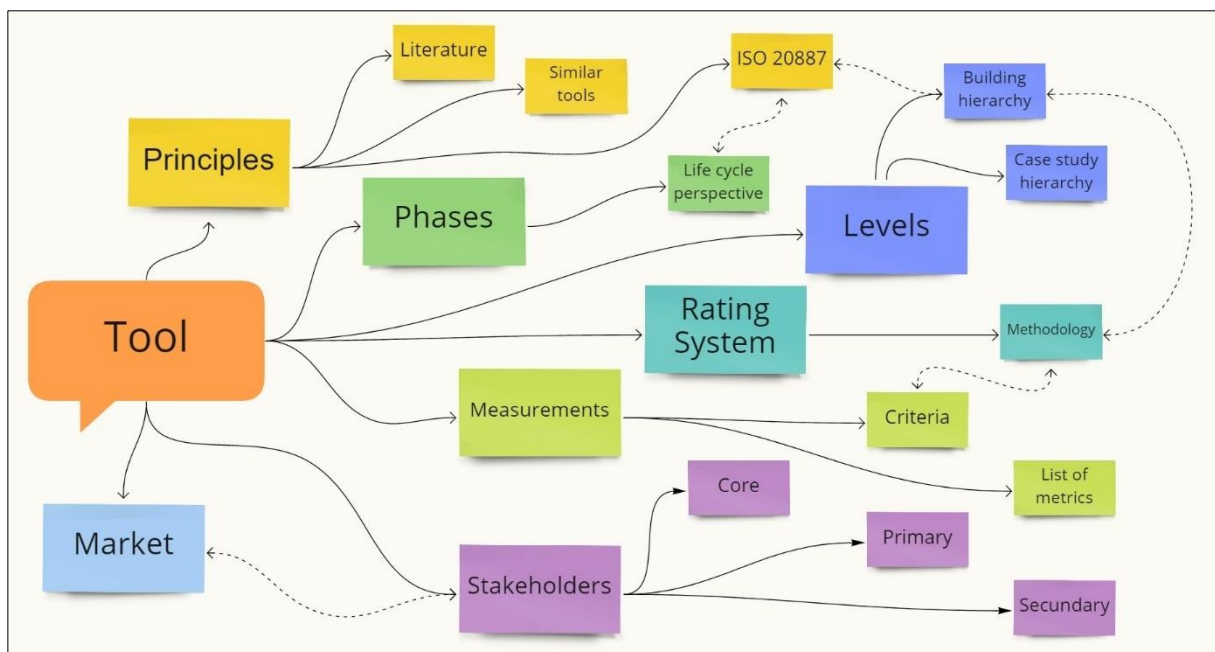 Literature
ISO 20887
Similar
tools
Building
hierarchy
Principles
Life cycle
perspective
Case study
hierarchy
Phases
Levels
Tool
Rating
System
Methodology
Measurements
Criteria
Core
List of
metrics
Market
Primary
Stakeholders
Secundary